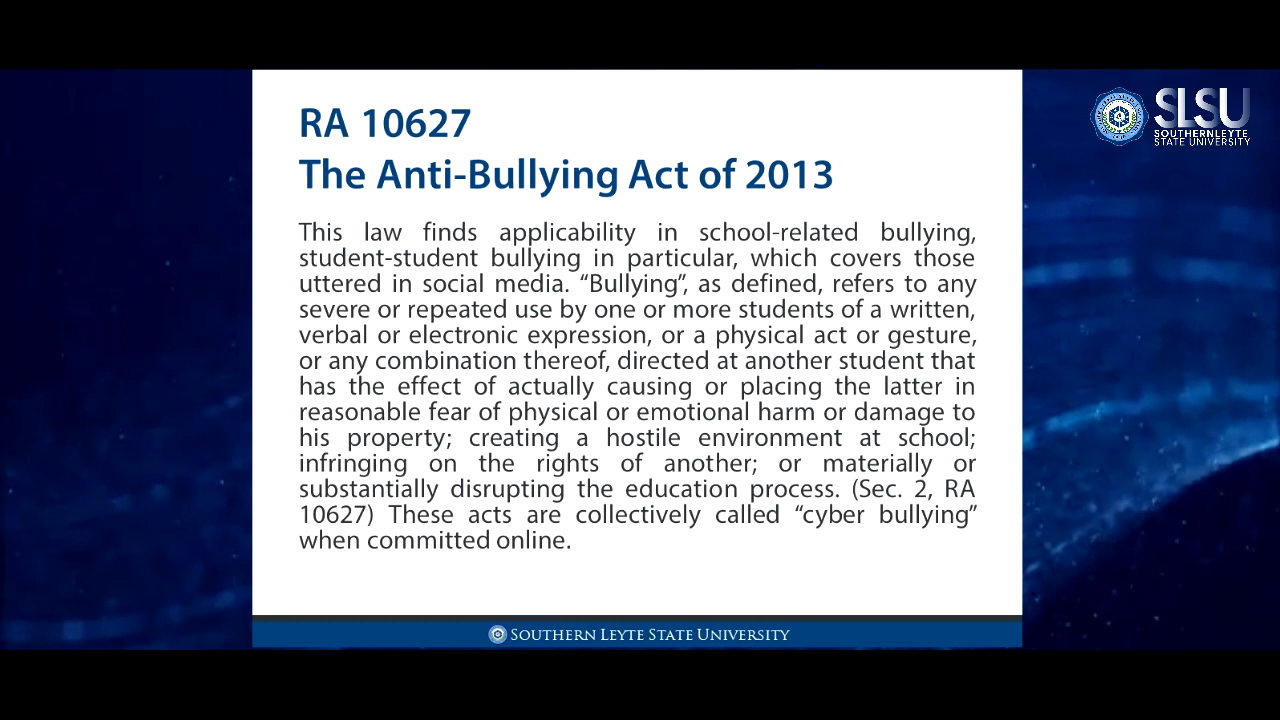 RA 10627
The Anti-Bullying Act of 2013
This law finds applicability in school-related bullying,
student-student bullying in particular, which covers those
uttered in social media. “Bullying”, as defined, refers to any
severe or repeated use by one or more students of a written,
verbal or electronic expression, or a physical act or gesture,
or any combination thereof, directed at another student that
has the effect of actually causing or placing the latter in
reasonable fear of physical or emotional harm or damage to
his property; creating a hostile environment at school;
infringing on the rights of another; or materially or
substantially disrupting the education process. (Sec. 2, RA
10627) These acts are collectively called “cyber bullying”
when committed online.
SLSU
SOUTHERN LEYTE
STATE UNIVERSITY
SOUTHERN LEYTE STATE UNIVERSITY